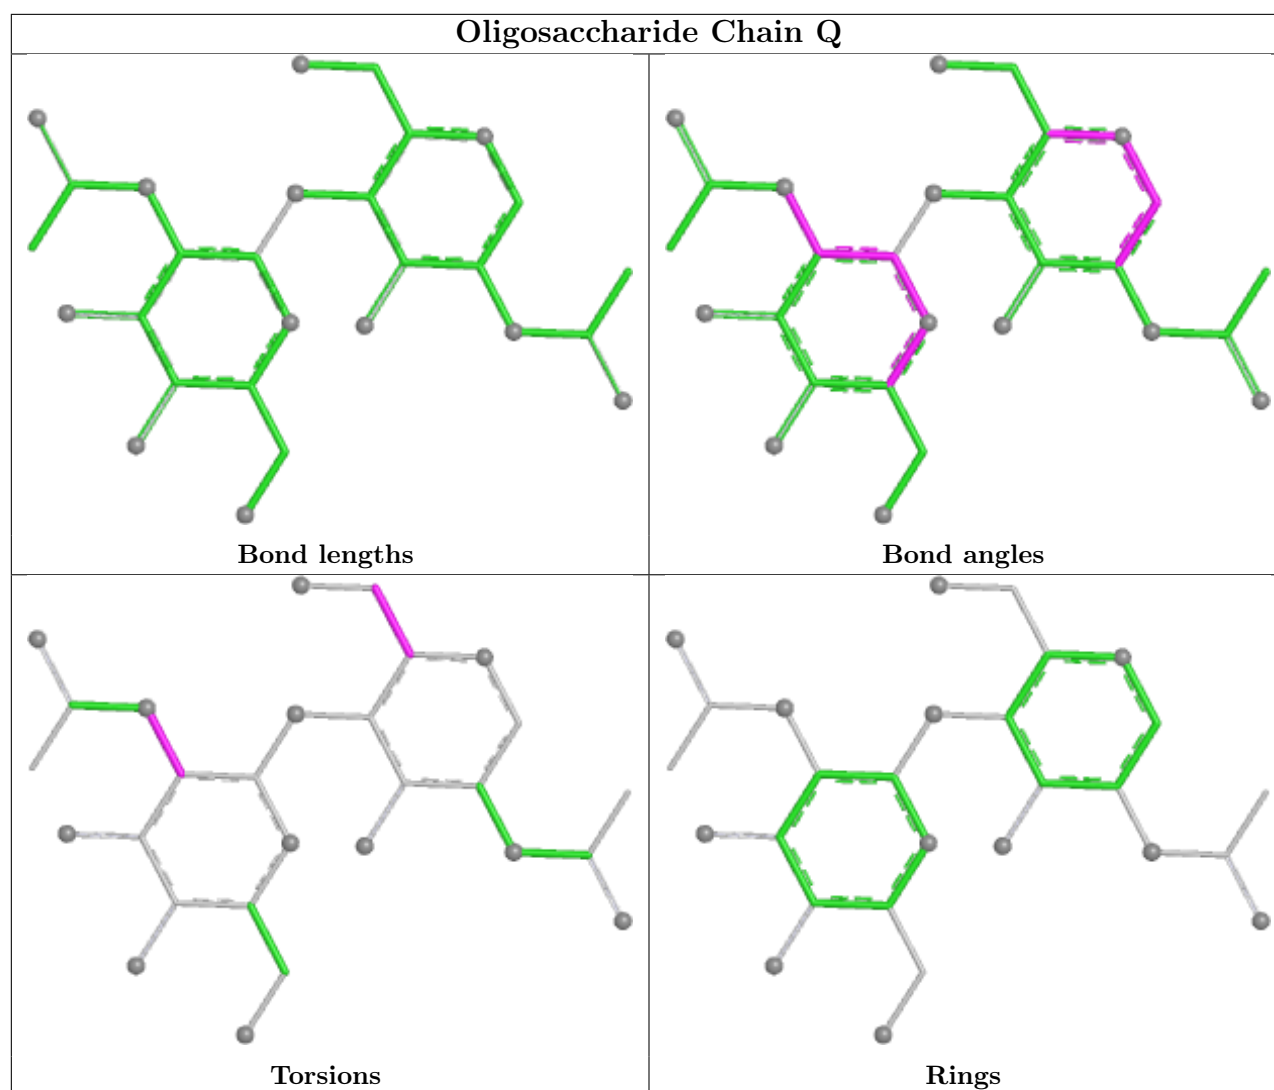 Oligosaccharide Chain Q
Bond lengths
Bond angles
Torsions
Rings